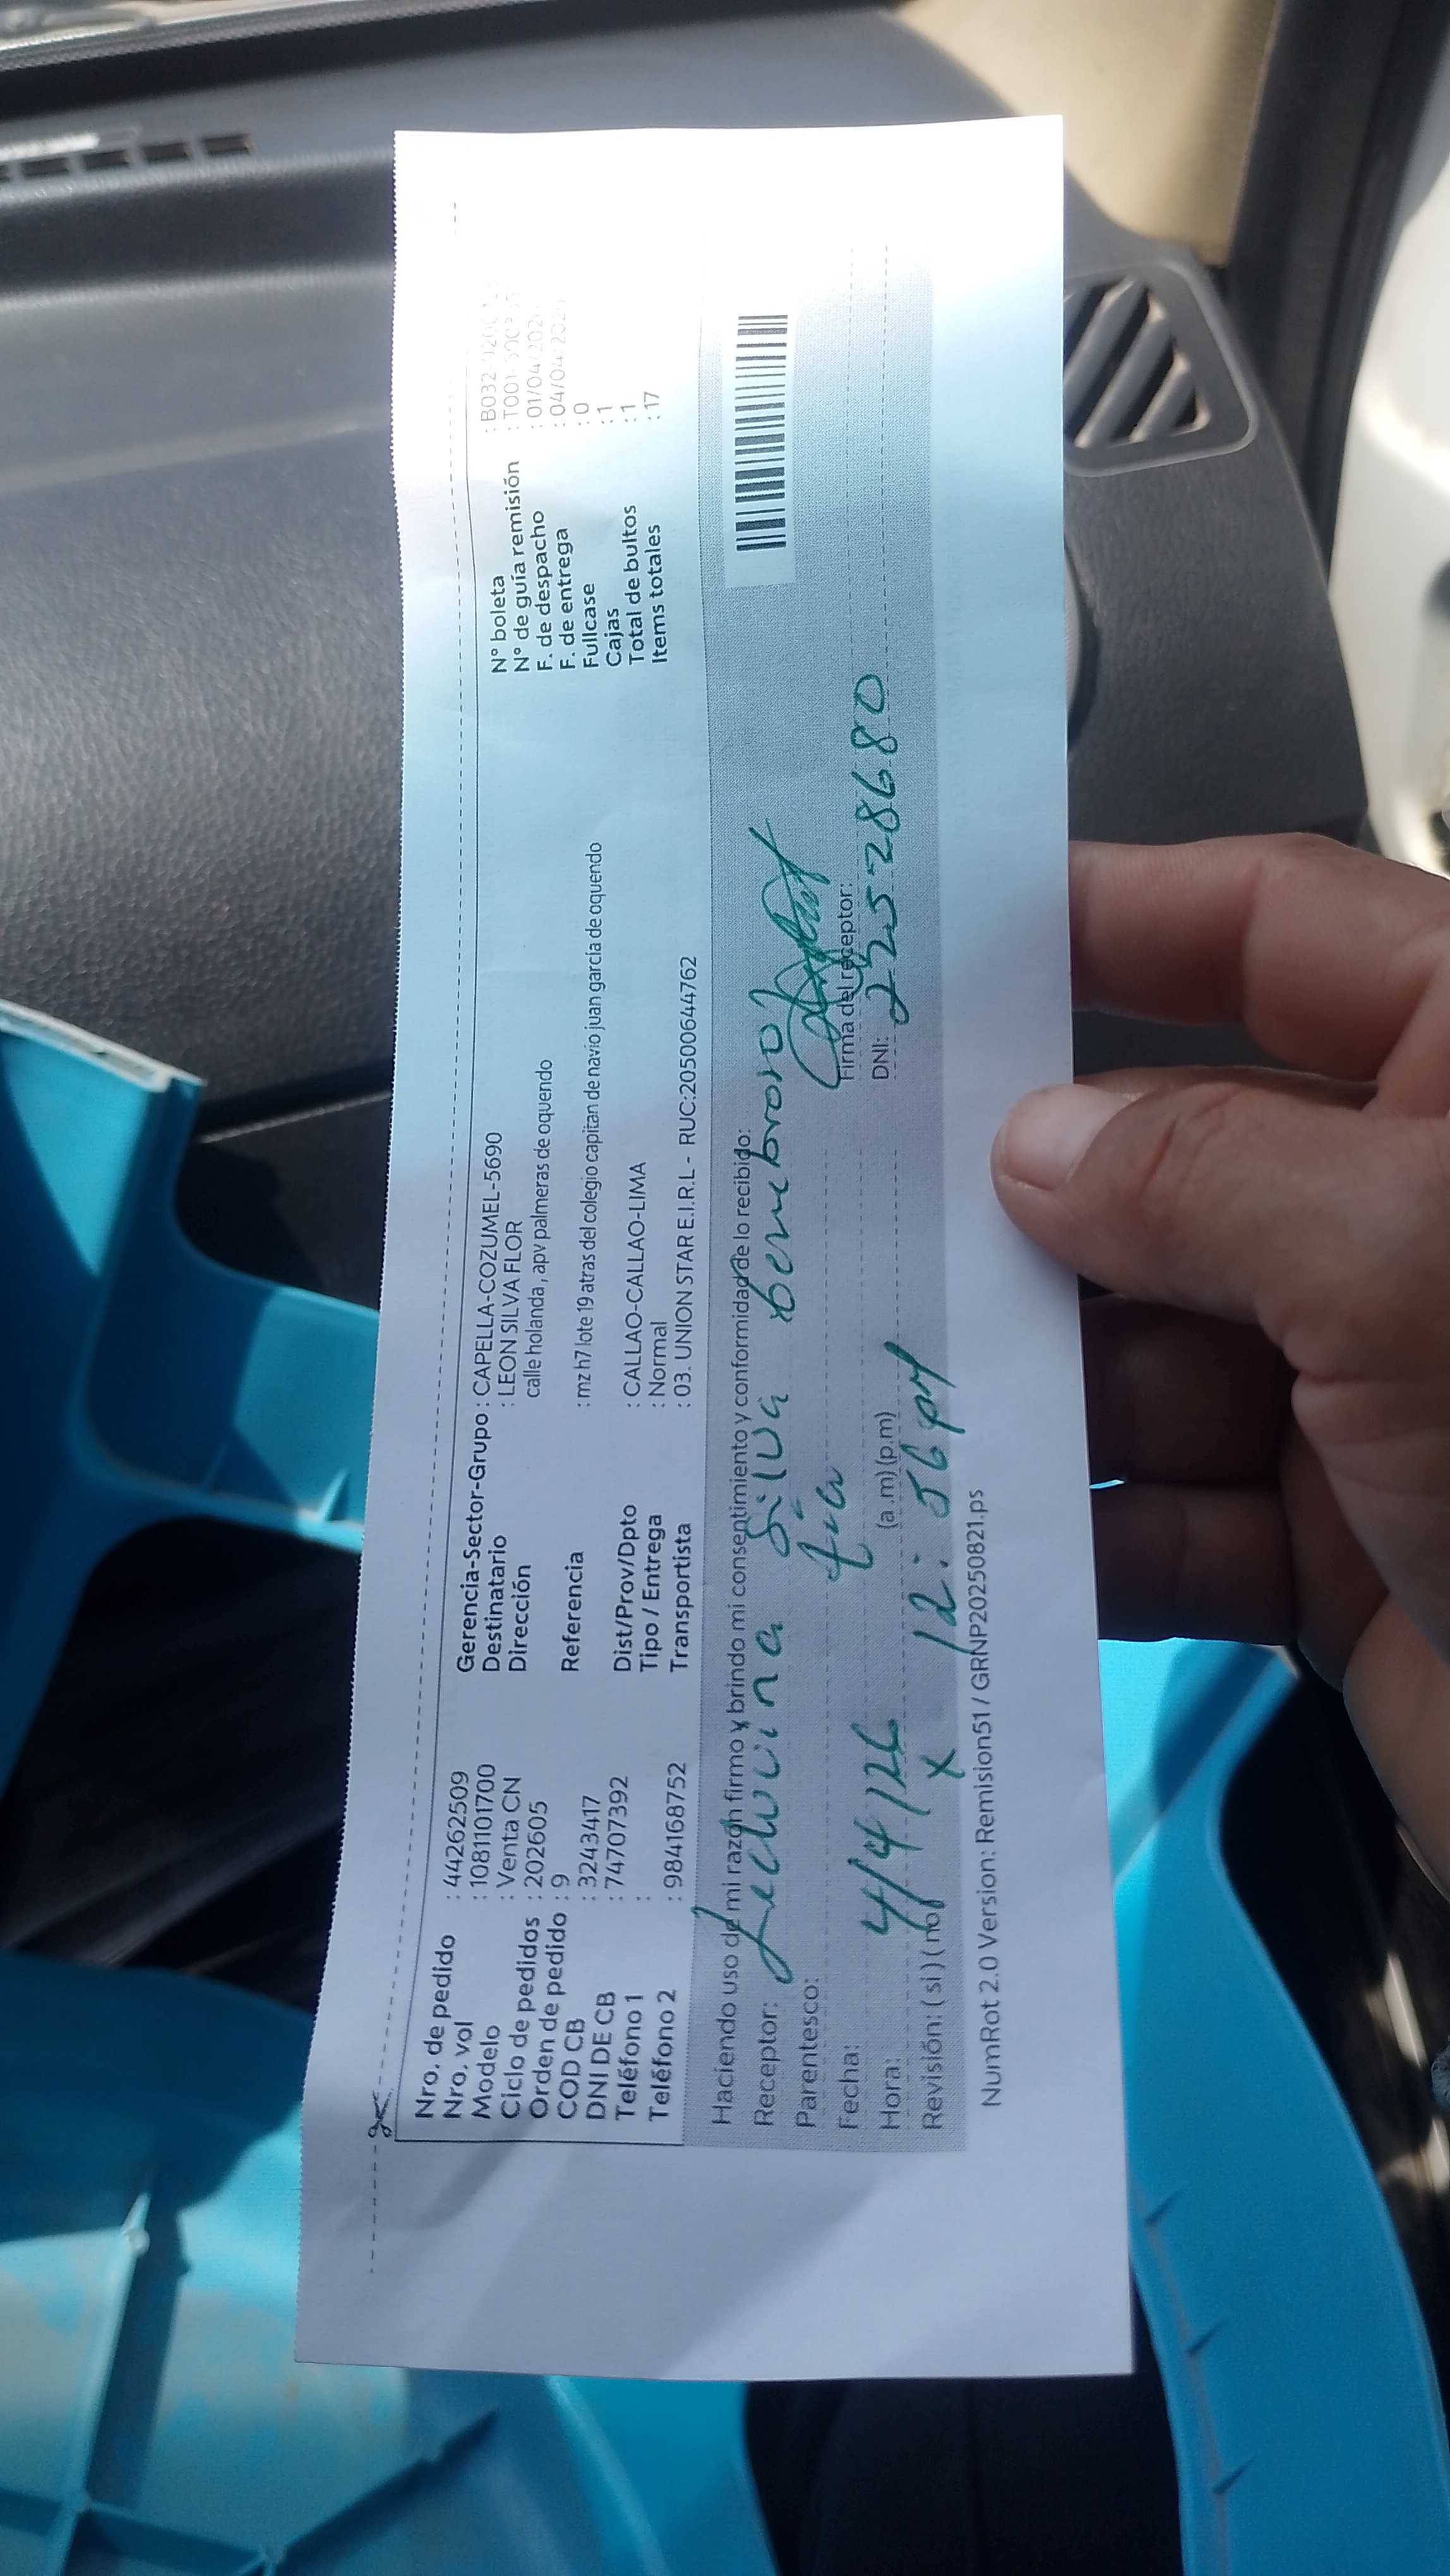 Nro. de pedido : 44262509
Nro. vol : 1081101700
Modelo : Venta CN
Ciclo de pedidos : 202605
Orden de pedido : 9
COD CB : 3243417
DNI DE CB : 74707392
Teléfono 1 :
Teléfono 2 : 984168752
Gerencia-Sector-Grupo : CAPELLA-COZUMEL-5690
Destinatario : LEON SILVA FLOR
Dirección calle holanda , apv palmeras de oquendo
Referencia : mz h7 lote 19 atras del colegio capitan de navio juan garcia de oquendo
Dist/Prov/Dpto : CALLAO-CALLAO-LIMA
Tipo / Entrega : Normal
Transportista : 03. UNION STAR E.I.R.L - RUC:20500644762
N° boleta : B032
N° de guía remisión : T001
F. de despacho : 01/04/202
F. de entrega : 04/04/202
Fullcase : 0
Cajas : 1
Total de bultos : 1
Items totales : 17
Haciendo uso de mi razón firmo y brindo mi consentimiento y conformidad de lo recibido:
Receptor: Silva
Parentesco:
Fecha: 4/4/26
Hora: (a.m) (p.m) 12:56 pm
Revisión: ( si ) ( no ) x
Firma del receptor:
DNI: 22528680
NumRot 2.0 Version: Remision51 / GRNP20250821.ps